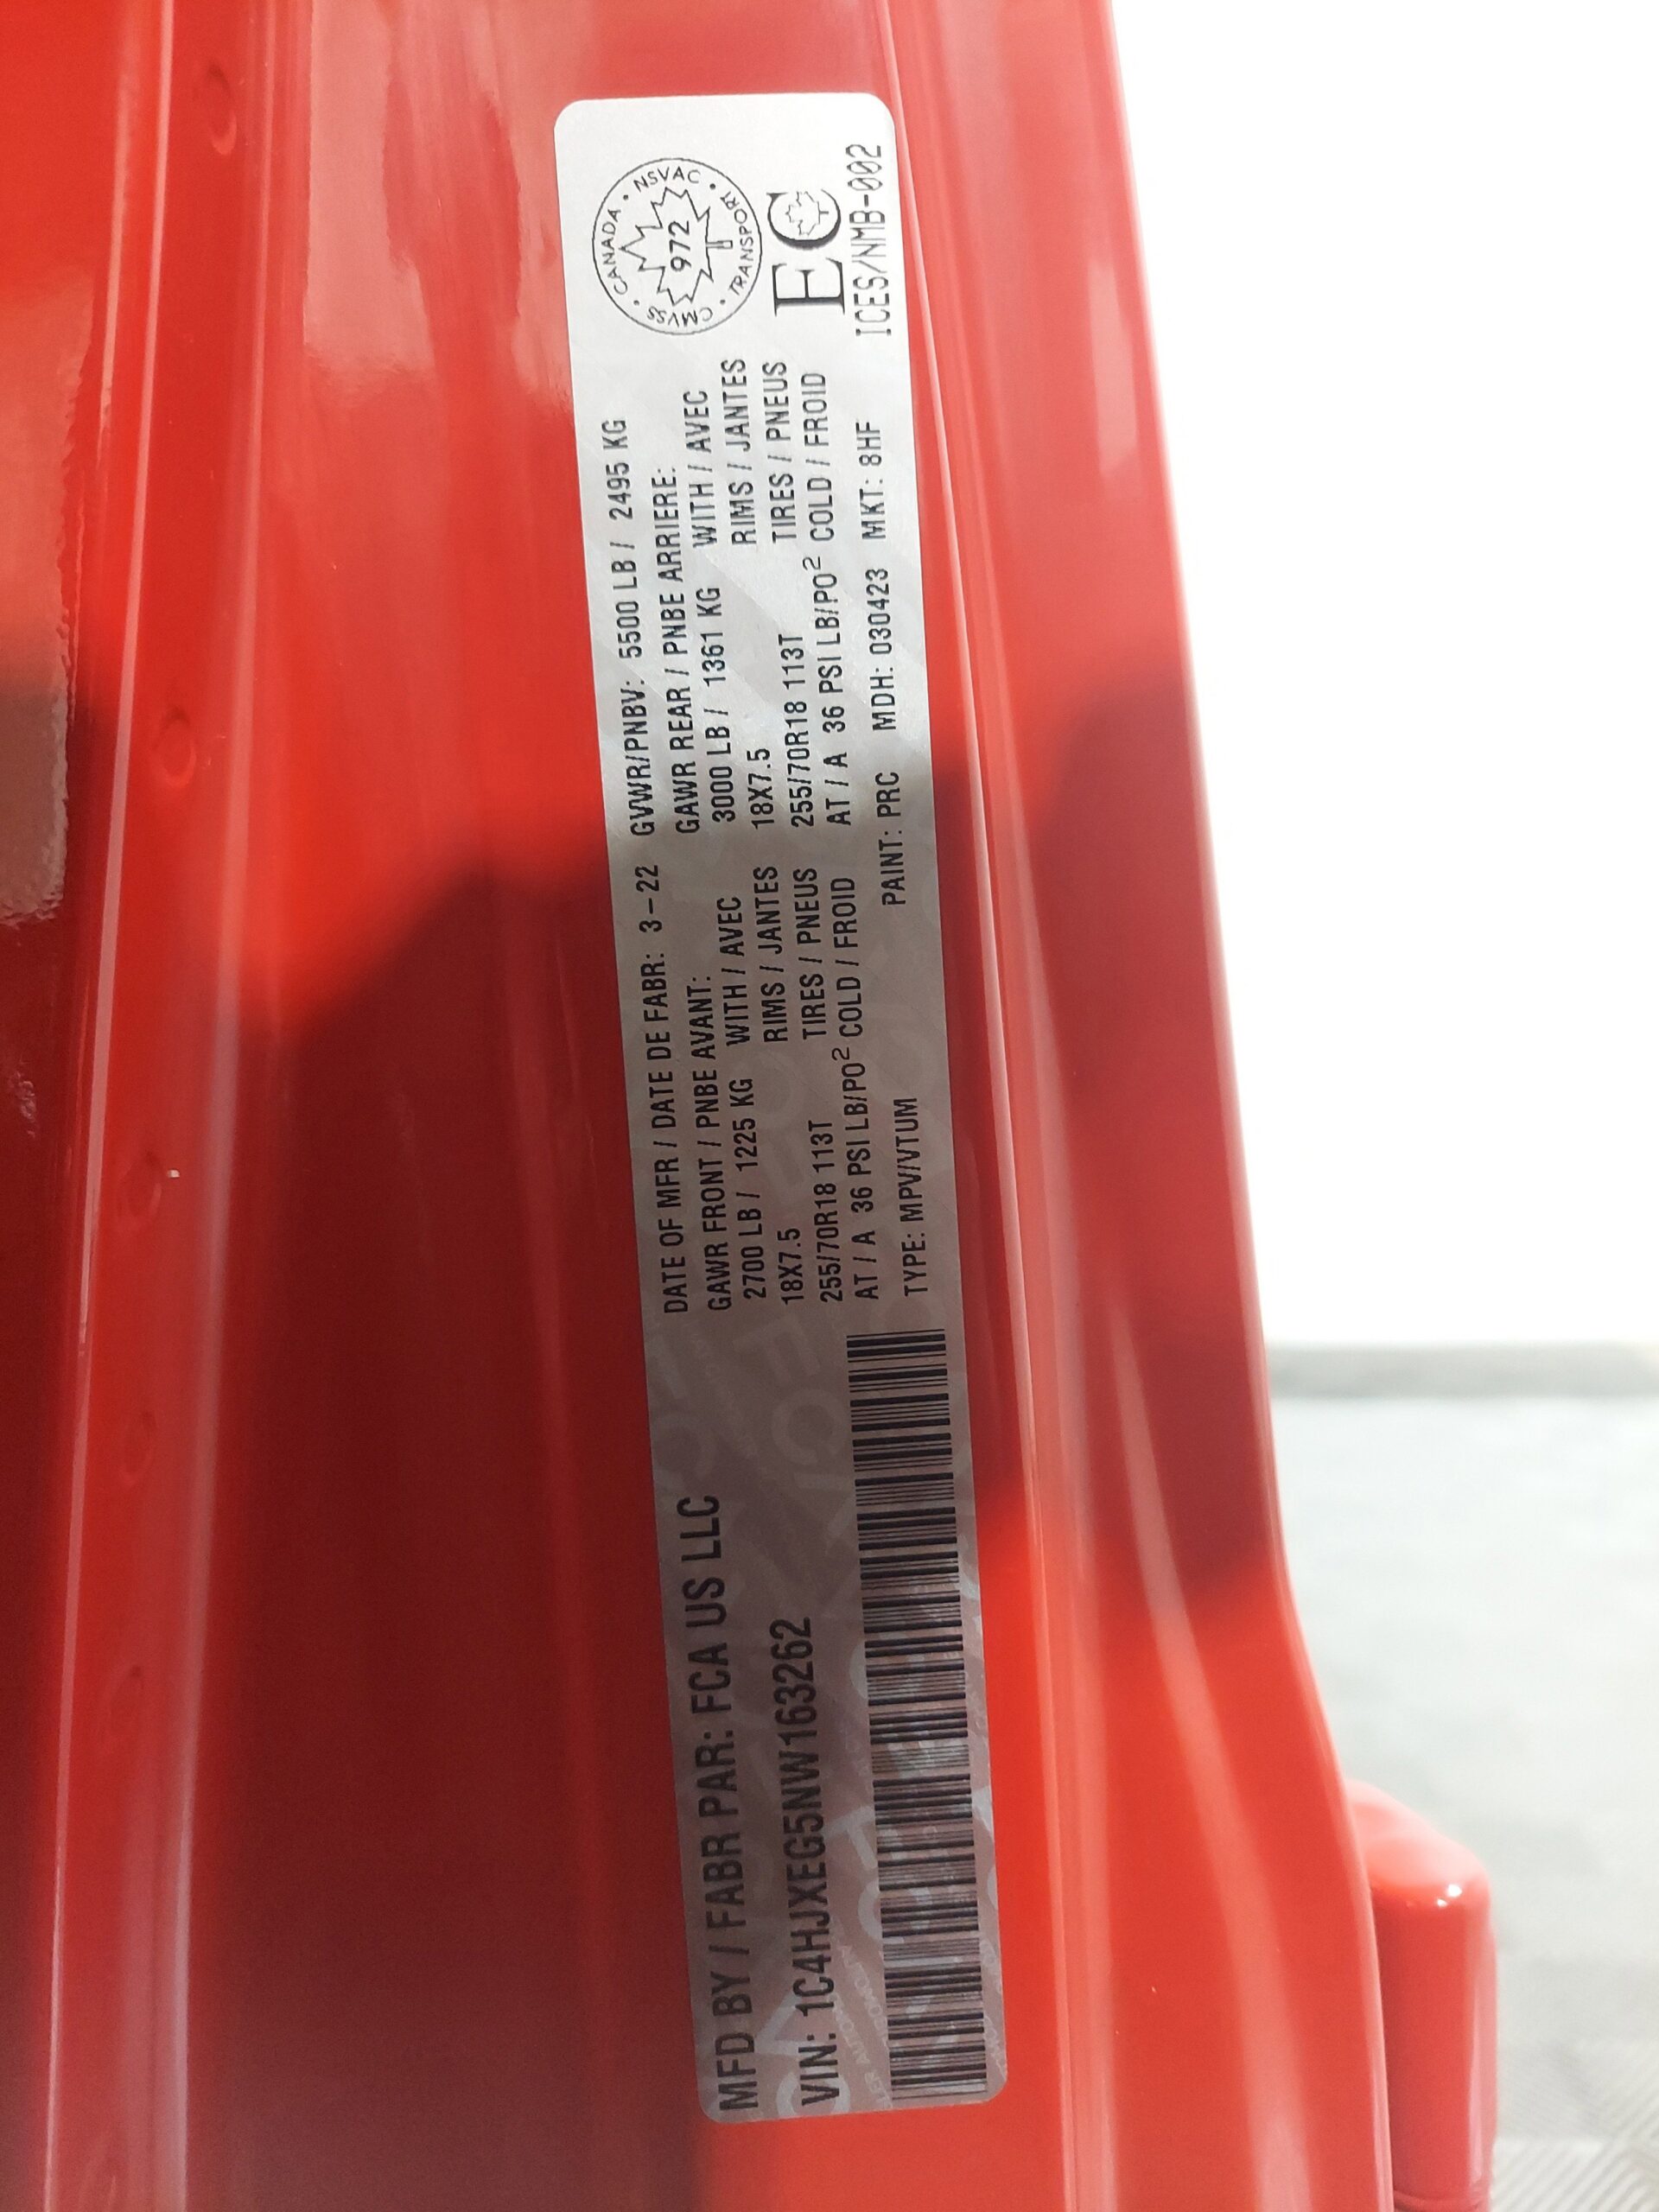 MFD BY / FABR PAR: FCA US LLC
VIN: 1C4HJXEG5NW163262
DATE OF MFR / DATE DE FABR: 3-22
GAWR FRONT / PNBE AVANT:
2700 LB / 1225 KG WITH / AVEC
18X7.5 RIMS / JANTES
255/70R18 113T TIRES / PNEUS
AT / A 36 PSI LB/PO² COLD / FROID
GVWR/PNBV: 5500 LB / 2495 KG
GAWR REAR / PNBE ARRIERE:
3000 LB / 1361 KG WITH / AVEC
18X7.5 RIMS / JANTES
255/70R18 113T TIRES / PNEUS
AT / A 36 PSI LB/PO² COLD / FROID
TYPE: MPV/VTUM PAINT: PRC MDH: 030423 MKT: 8HF
CANADA • NSVAC • TRANSPORT • CMVSS •
972
EC
ICES/NMB-002